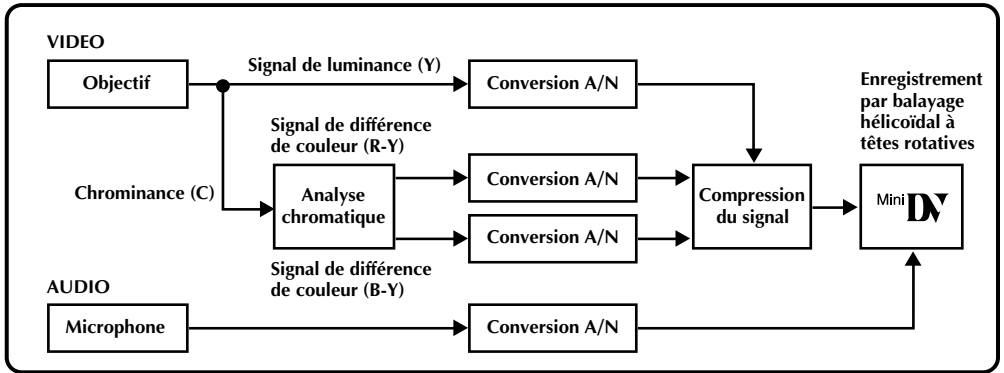 VIDEO
Objectif
Signal de luminance (Y)
Conversion A/N
Enregistrement
par balayage
hélicoïdal à
têtes rotatives
Signal de différence
de couleur (R-Y)
Chrominance (C)
Analyse
chromatique
Conversion A/N
Conversion A/N
Compression
du signal
Mini DV
Signal de différence
de couleur (B-Y)
AUDIO
Microphone
Conversion A/N